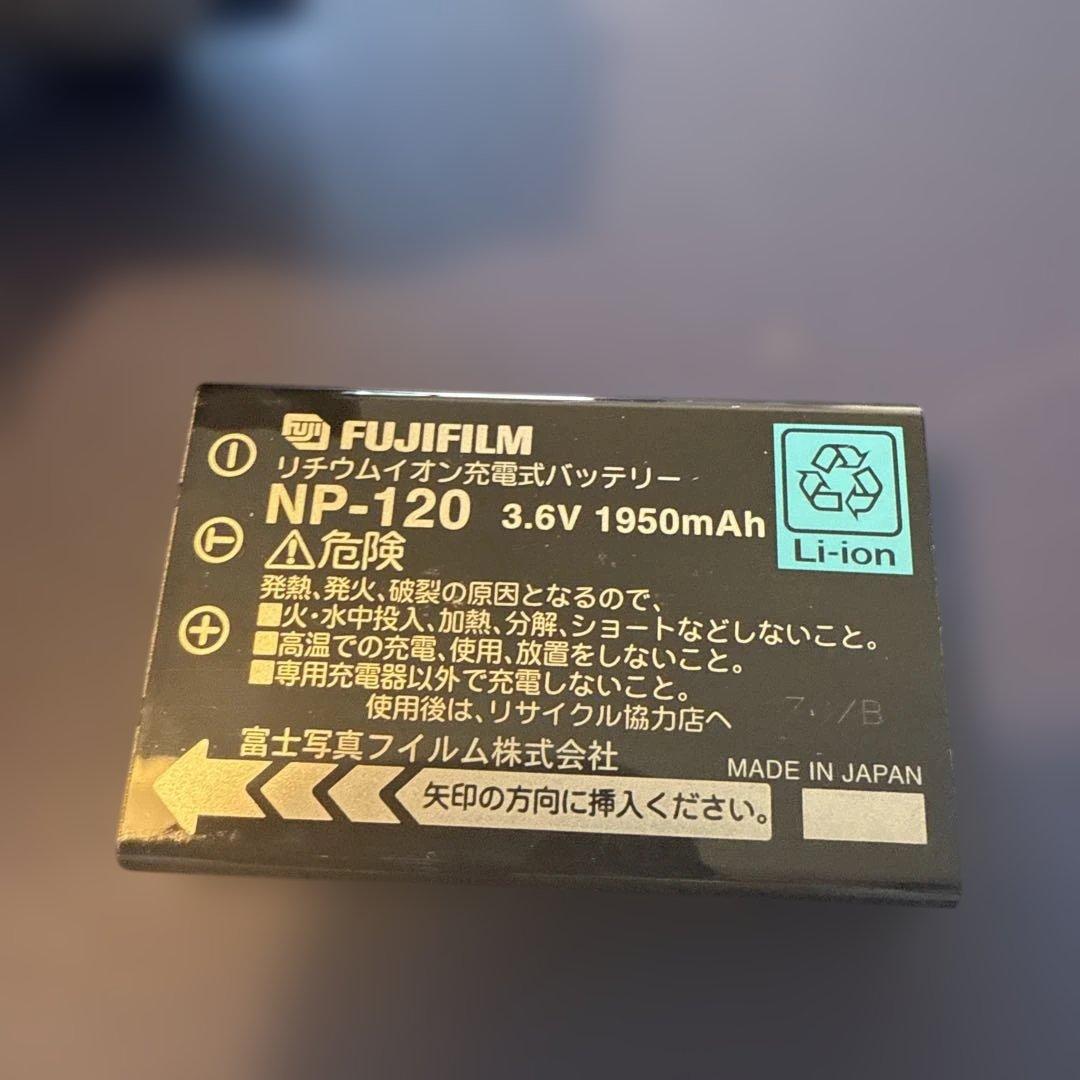 FUJI FUJIFILM
リチウムイオン充電式バッテリー
NP-120 3.6V 1950mAh
Li-ion
⚠危険
発熱、発火、破裂の原因となるので、
■火・水中投入、加熱、分解、ショートなどしないこと。
■高温での充電、使用、放置をしないこと。
■専用充電器以外で充電しないこと。
使用後は、リサイクル協力店へ
富士写真フイルム株式会社
MADE IN JAPAN
矢印の方向に挿入ください。